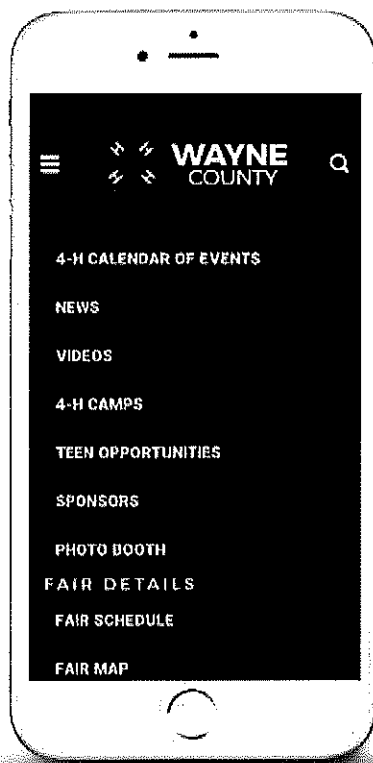 H H WAYNE
H H COUNTY
4-H CALENDAR OF EVENTS
NEWS
VIDEOS
4-H CAMPS
TEEN OPPORTUNITIES
SPONSORS
PHOTO BOOTH
FAIR DETAILS
FAIR SCHEDULE
FAIR MAP